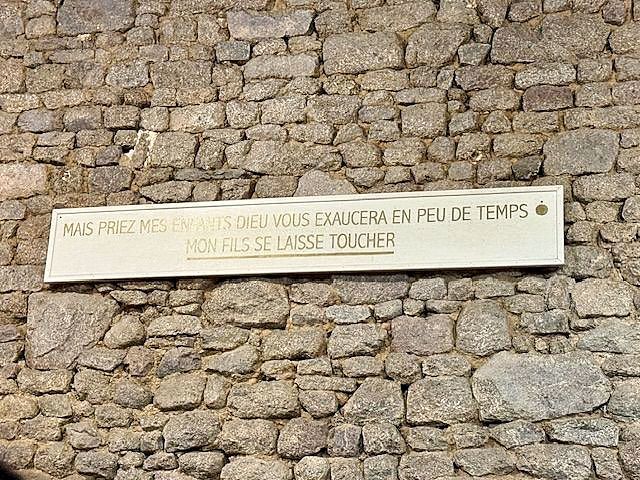 MAIS PRIEZ MES ENFANTS DIEU VOUS EXAUCERA EN PEU DE TEMPS
MON FILS SE LAISSE TOUCHER